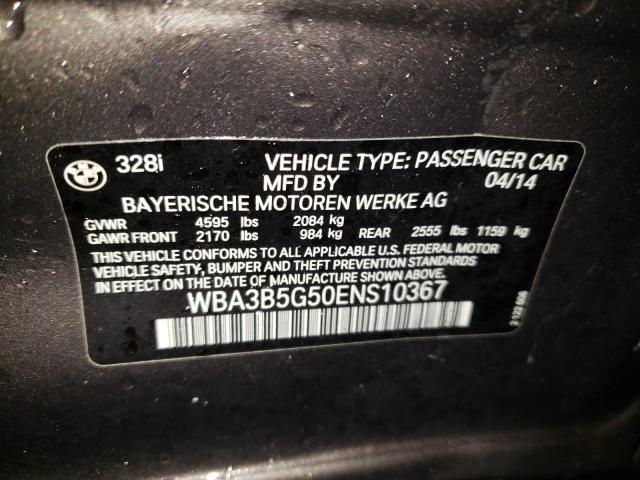 328i VEHICLE TYPE: PASSENGER CAR
MFD BY 04/14
BAYERISCHE MOTOREN WERKE AG
GVWR 4595 lbs 2084 kg
GAWR FRONT 2170 lbs 984 kg REAR 2555 lbs 1159 kg
THIS VEHICLE CONFORMS TO ALL APPLICABLE U.S. FEDERAL MOTOR
VEHICLE SAFETY, BUMPER AND THEFT PREVENTION STANDARDS
IN EFFECT ON THE DATE OF MANUFACTURE SHOWN ABOVE.
WBA3B5G50ENS10367